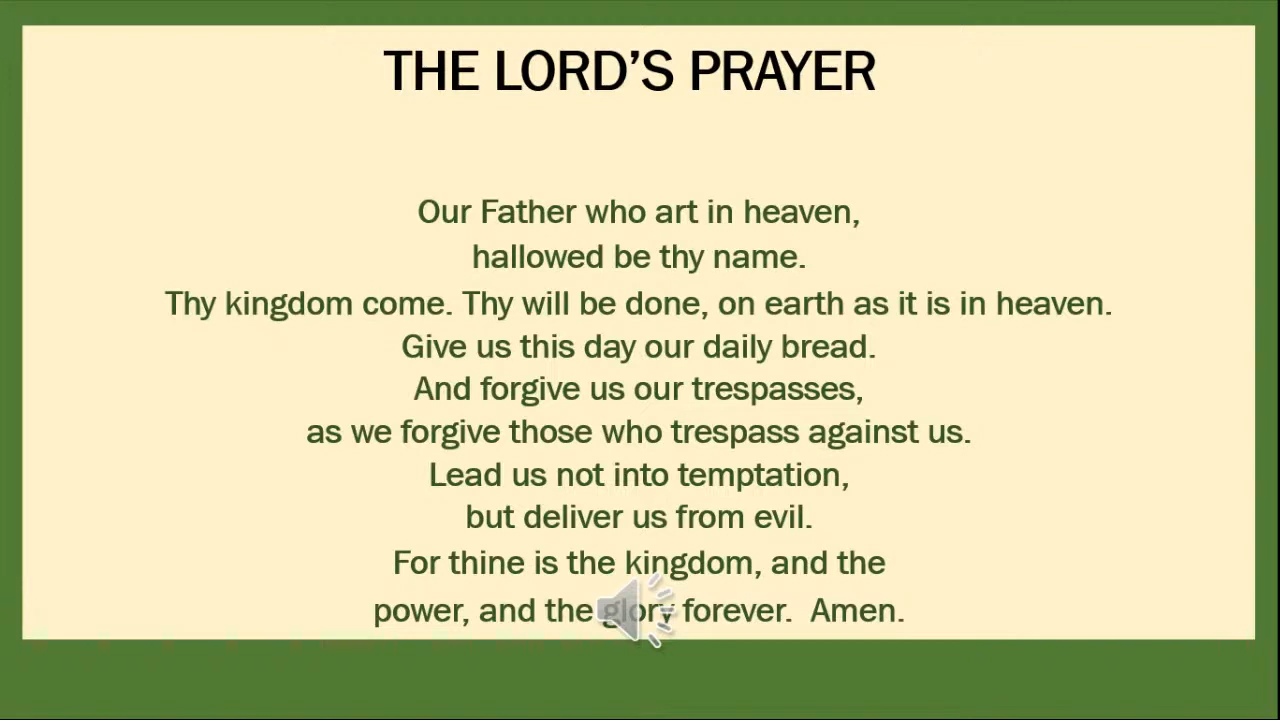 THE LORD’S PRAYER
Our Father who art in heaven,
hallowed be thy name.
Thy kingdom come. Thy will be done, on earth as it is in heaven.
Give us this day our daily bread.
And forgive us our trespasses,
as we forgive those who trespass against us.
Lead us not into temptation,
but deliver us from evil.
For thine is the kingdom, and the
power, and the glory forever.  Amen.